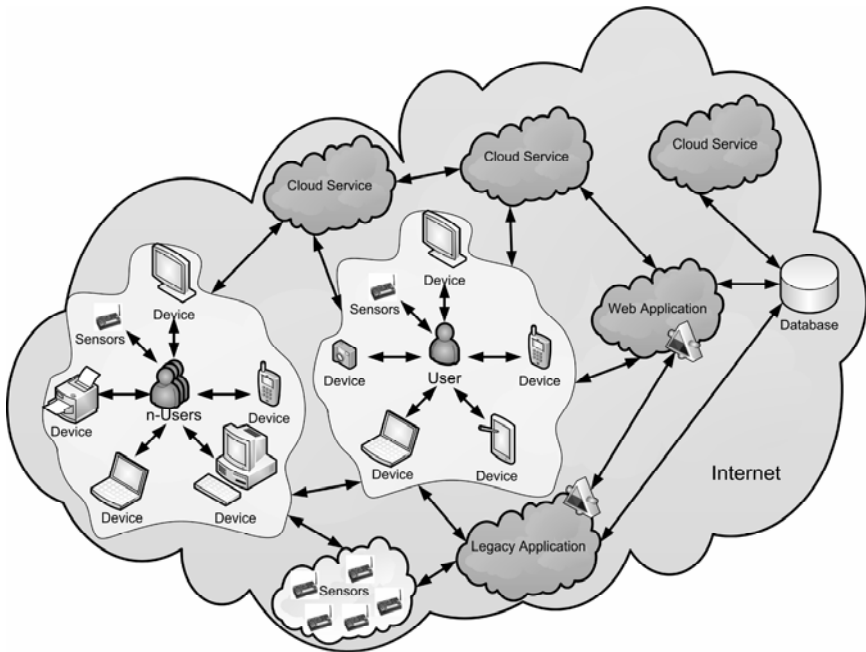 Cloud Service
Cloud Service
Cloud Service
Device
Sensors
Device
User
Device
Device
Device
Device
Sensors
Device
n-Users
Device
Device
Device
Web Application
Database
Internet
Legacy Application
Sensors